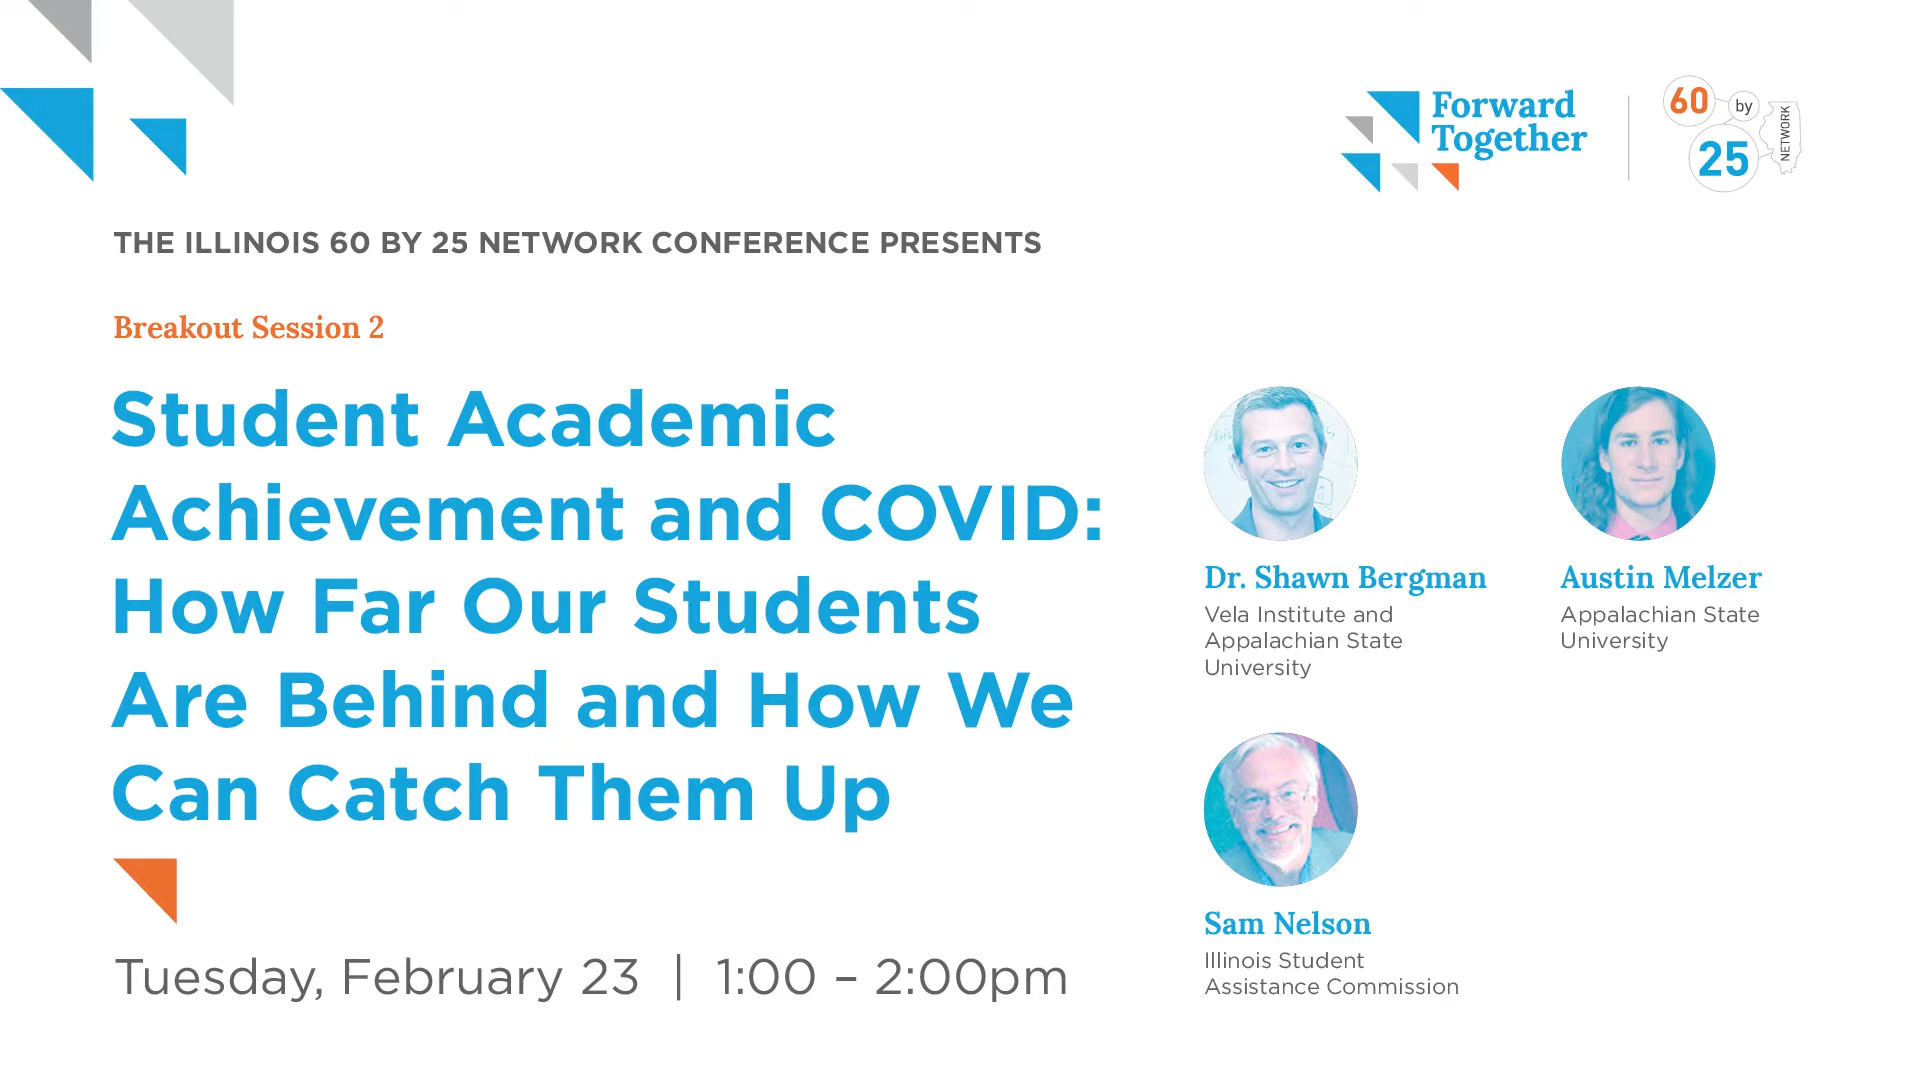 Forward
Together
60 by
25
NETWORK
THE ILLINOIS 60 BY 25 NETWORK CONFERENCE PRESENTS
Breakout Session 2
Student Academic
Achievement and COVID:
How Far Our Students
Are Behind and How We
Can Catch Them Up
Tuesday, February 23 | 1:00 – 2:00pm
Dr. Shawn Bergman
Vela Institute and
Appalachian State
University
Austin Melzer
Appalachian State
University
Sam Nelson
Illinois Student
Assistance Commission